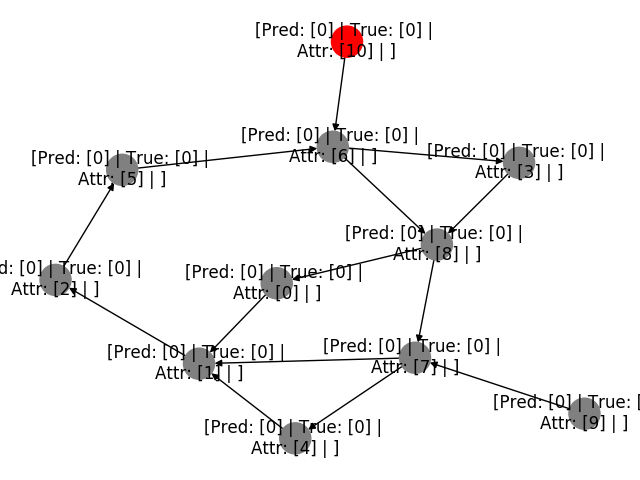 [Pred: [0] | True: [0] |
Attr: [10] | ]
[Pred: [0] | True: [0] |
Attr: [6] | ]
[Pred: [0] | True: [0] |
Attr: [3] | ]
[Pred: [0] | True: [0] |
Attr: [5] | ]
[Pred: [0] | True: [0] |
Attr: [8] | ]
d: [0] | True: [0] |
Attr: [2] | ]
[Pred: [0] | True: [0] |
Attr: [0] | ]
[Pred: [0] | True: [0] |
Attr: [1] | ]
[Pred: [0] | True: [0] |
Attr: [7] | ]
[Pred: [0] | True: [
Attr: [9] | ]
[Pred: [0] | True: [0] |
Attr: [4] | ]